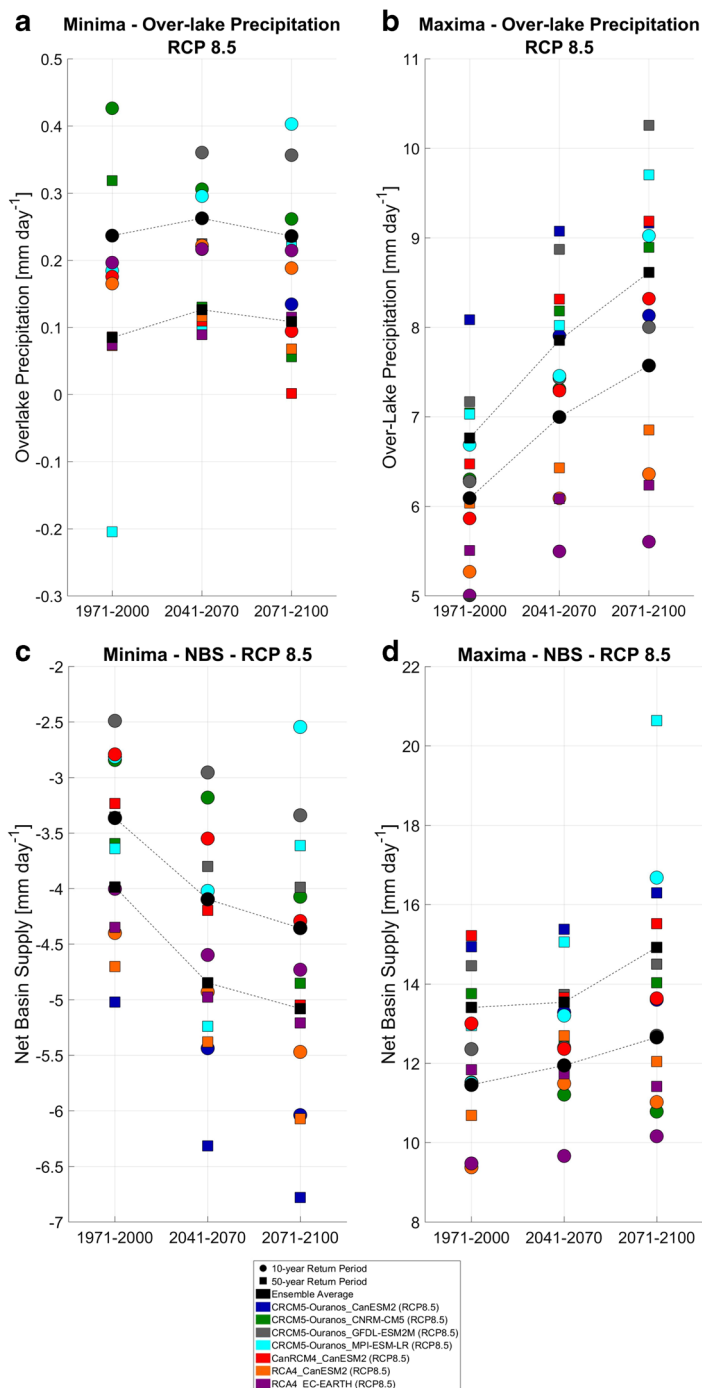 a
Minima - Over-lake Precipitation
RCP 8.5
Overlake Precipitation [mm day-1]
0.5
0.4
0.3
0.2
0.1
0
-0.1
-0.2
-0.3
1971-2000
2041-2070
2071-2100
b
Maxima - Over-lake Precipitation
RCP 8.5
Over-Lake Precipitation [mm day-1]
11
10
9
8
7
6
5
1971-2000
2041-2070
2071-2100
c
Minima - NBS - RCP 8.5
Net Basin Supply [mm day-1]
-2
-2.5
-3
-3.5
-4
-4.5
-5
-5.5
-6
-6.5
-7
1971-2000
2041-2070
2071-2100
d
Maxima - NBS - RCP 8.5
Net Basin Supply [mm day-1]
22
20
18
16
14
12
10
8
1971-2000
2041-2070
2071-2100
10-year Return Period
50-year Return Period
Ensemble Average
CRCM5-Ouranos_CanESM2 (RCP8.5)
CRCM5-Ouranos_CNRM-CM5 (RCP8.5)
CRCM5-Ouranos_GFDL-ESM2M (RCP8.5)
CRCM5-Ouranos_MPI-ESM-LR (RCP8.5)
CanRCM4_CanESM2 (RCP8.5)
RCA4_CanESM2 (RCP8.5)
RCA4_EC-EARTH (RCP8.5)